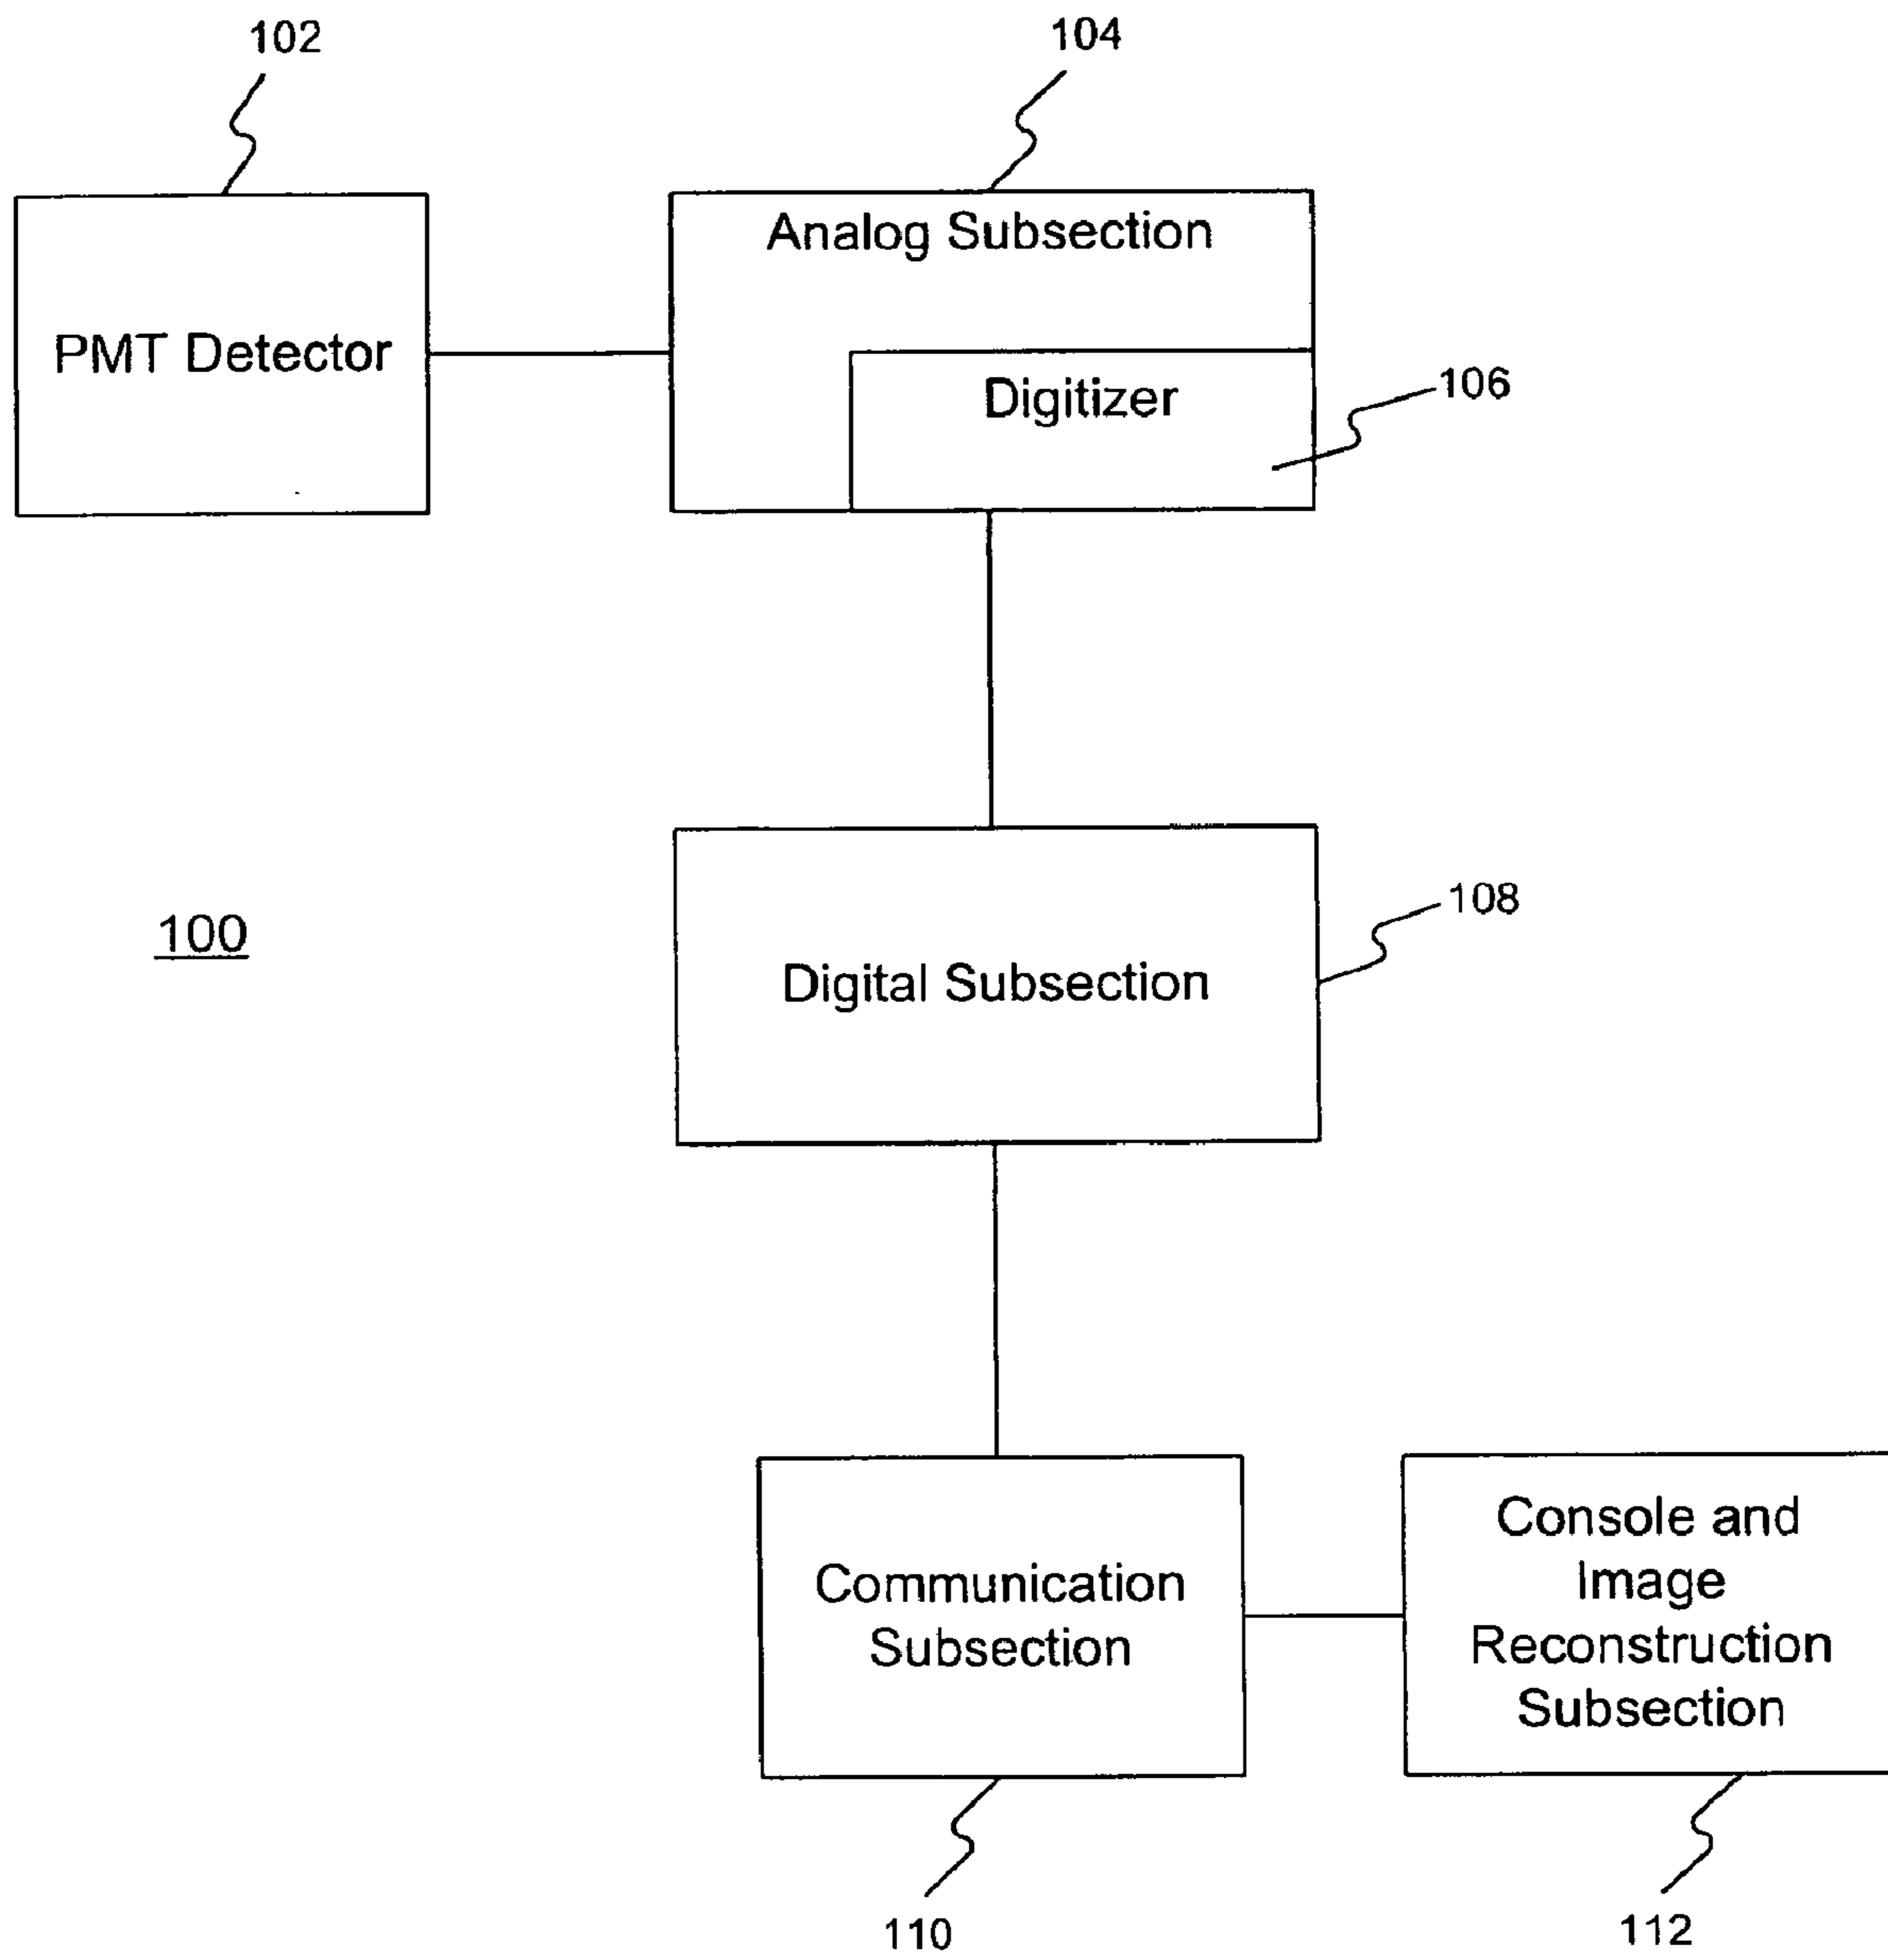 102
104
PMT Detector
Analog Subsection
Digitizer
106
100
Digital Subsection
108
Communication
Subsection
Console and
Image
Reconstruction
Subsection
110
112